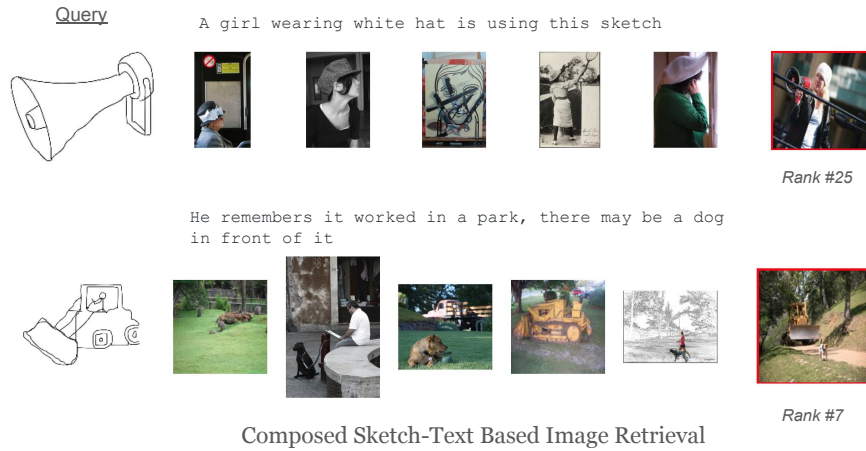 Query
A girl wearing white hat is using this sketch
Rank #25
He remembers it worked in a park, there may be a dog
in front of it
Rank #7
Composed Sketch-Text Based Image Retrieval